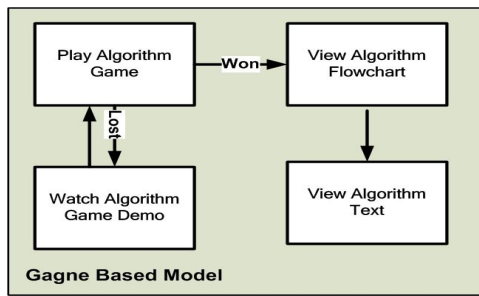 Play Algorithm
Game
Won
View Algorithm
Flowchart
Lost
Watch Algorithm
Game Demo
View Algorithm
Text
Gagne Based Model